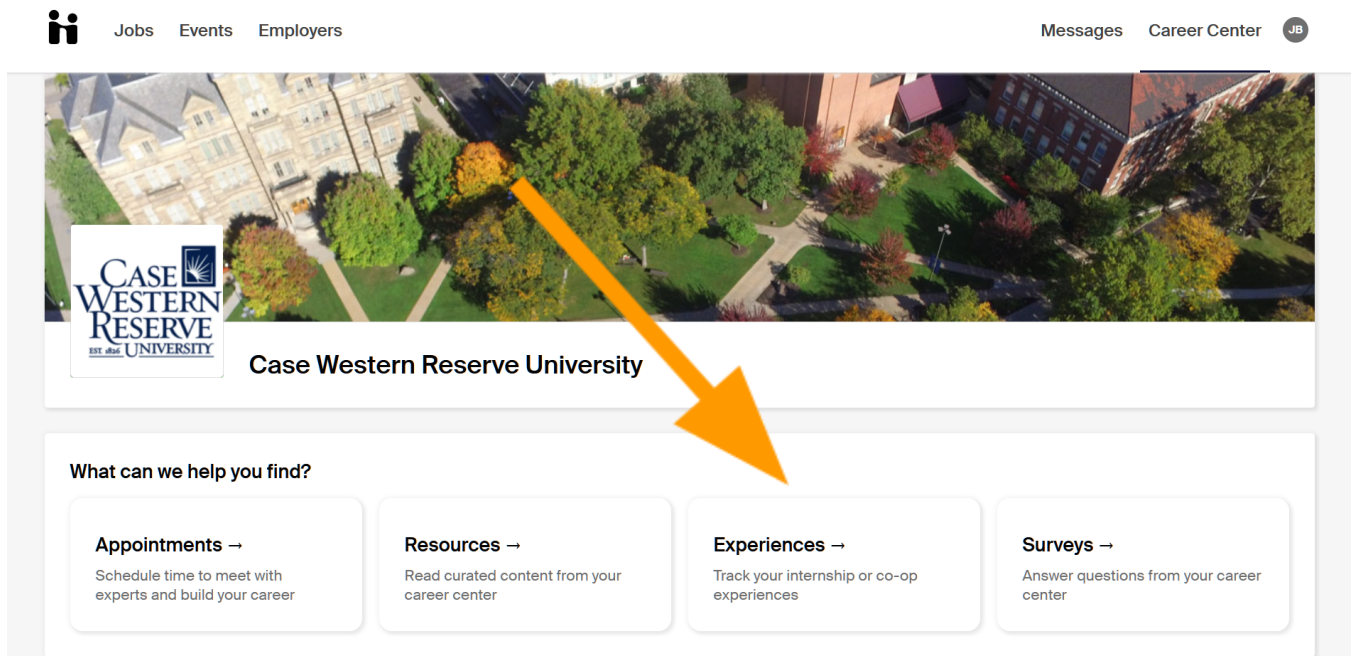 Jobs Events Employers Messages Career Center JB
CASE
WESTERN
RESERVE
EST. 1826 UNIVERSITY
Case Western Reserve University
What can we help you find?
Appointments →
Schedule time to meet with
experts and build your career
Resources →
Read curated content from your
career center
Experiences →
Track your internship or co-op
experiences
Surveys →
Answer questions from your career
center